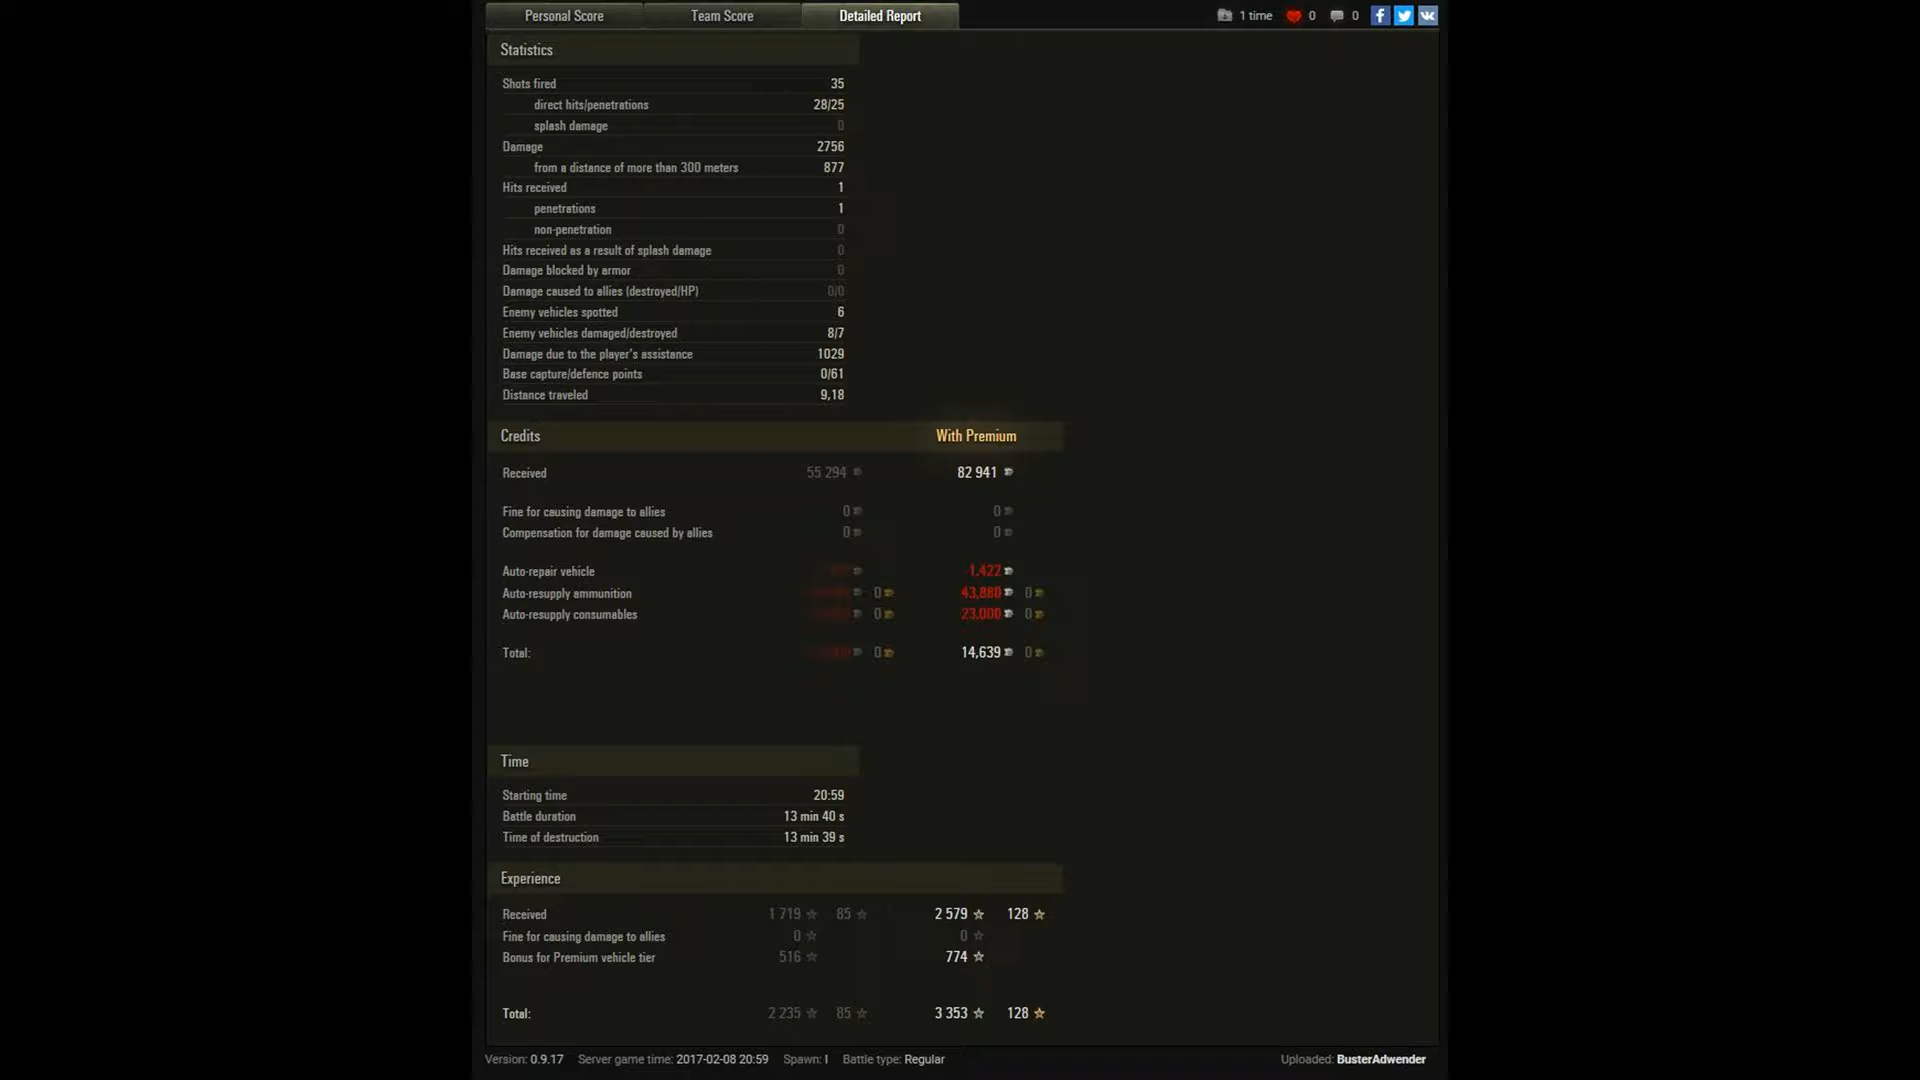 Personal Score Team Score Detailed Report 1 time 0 0
Statistics
Shots fired 35
direct hits/penetrations 28/25
splash damage 0
Damage 2756
from a distance of more than 300 meters 877
Hits received 1
penetrations 1
non-penetration 0
Hits received as a result of splash damage 0
Damage blocked by armor 0
Damage caused to allies (destroyed/HP) 0/0
Enemy vehicles spotted 6
Enemy vehicles damaged/destroyed 8/7
Damage due to the player's assistance 1029
Base capture/defence points 0/61
Distance traveled 9,18
Credits With Premium
Received 55 294 82 941
Fine for causing damage to allies 0 0
Compensation for damage caused by allies 0 0
Auto-repair vehicle 1,422
Auto-resupply ammunition 0 43,880 0
Auto-resupply consumables 0 23,000 0
Total: 0 14,639 0
Time
Starting time 20:59
Battle duration 13 min 40 s
Time of destruction 13 min 39 s
Experience
Received 1 719 85 2 579 128
Fine for causing damage to allies 0 0
Bonus for Premium vehicle tier 516 774
Total: 2 235 85 3 353 128
Version: 0.9.17 Server game time: 2017-02-08 20:59 Spawn: I Battle type: Regular Uploaded: BusterAdwender